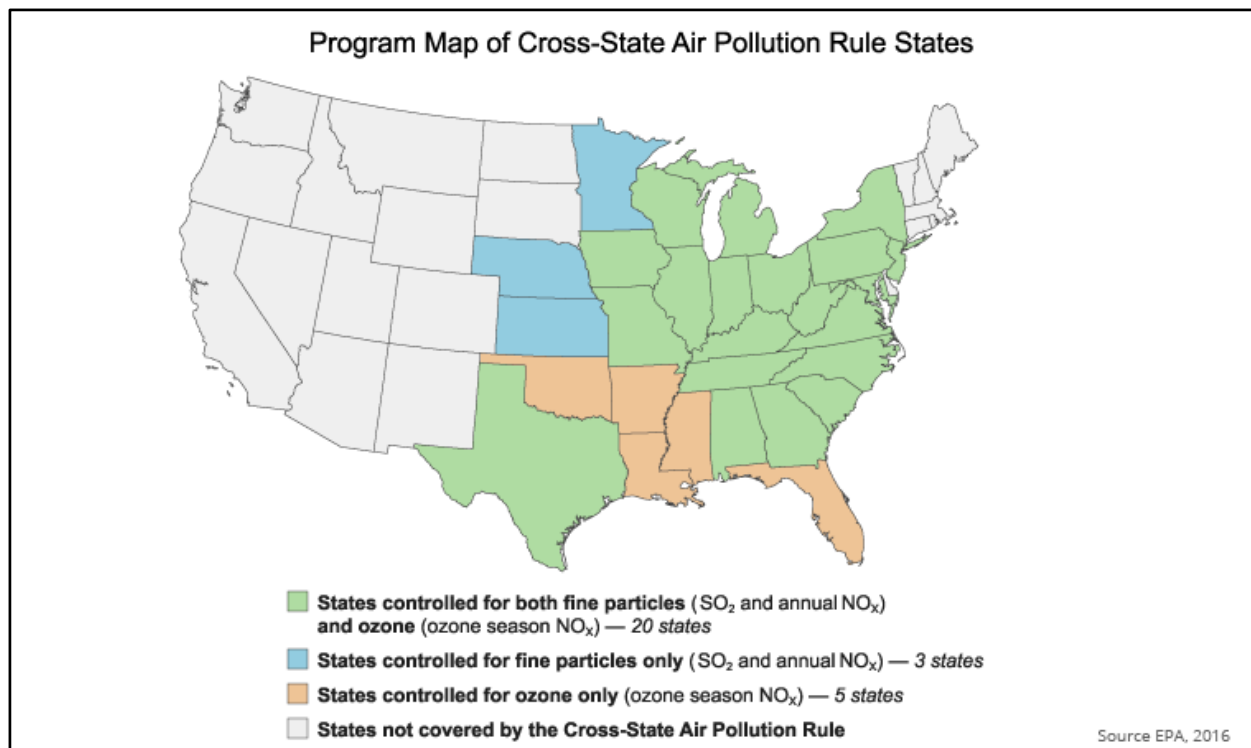 Program Map of Cross-State Air Pollution Rule States
States controlled for both fine particles (SO₂ and annual NOₓ)
and ozone (ozone season NOₓ) — 20 states
States controlled for fine particles only (SO₂ and annual NOₓ) — 3 states
States controlled for ozone only (ozone season NOₓ) — 5 states
States not covered by the Cross-State Air Pollution Rule
Source EPA, 2016